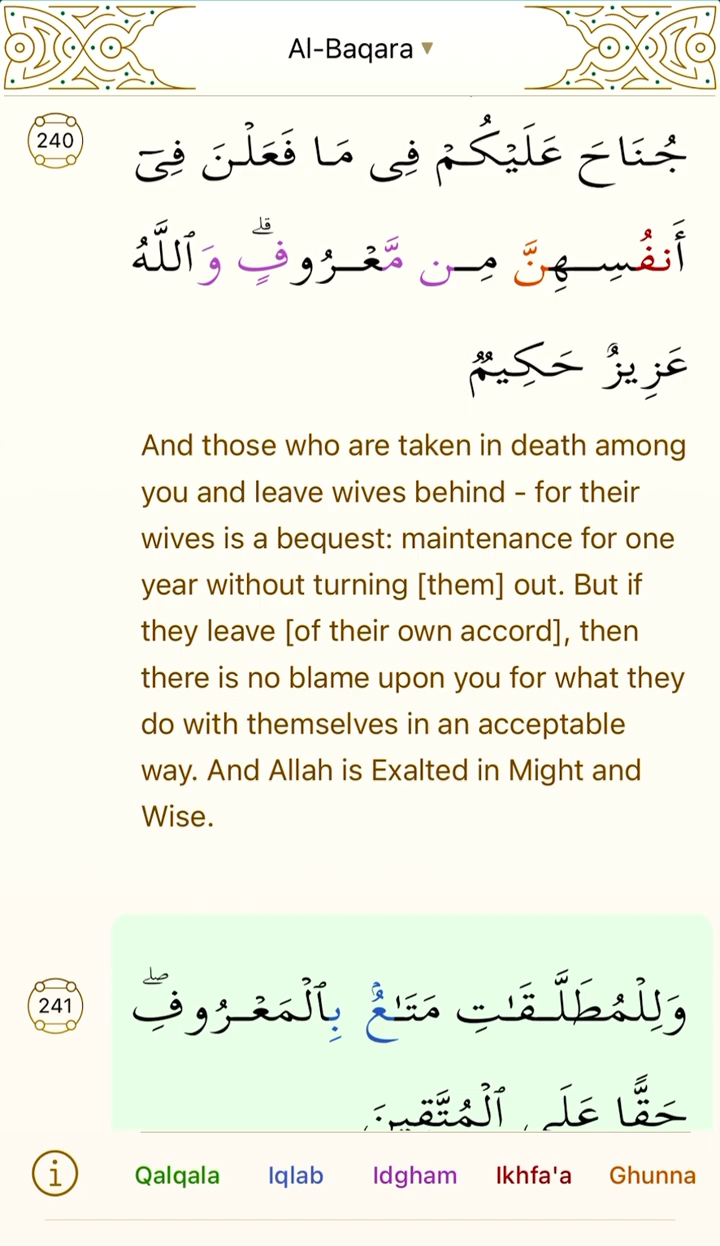 Al-Baqara
240
جُنَاحَ عَلَيْكُمْ فِى مَا فَعَلْنَ فِىٓ
أَنفُسِهِنَّ مِن مَّعْرُوفٍۗ وَٱللَّهُ
عَزِيزٌ حَكِيمٌ
And those who are taken in death among
you and leave wives behind - for their
wives is a bequest: maintenance for one
year without turning [them] out. But if
they leave [of their own accord], then
there is no blame upon you for what they
do with themselves in an acceptable
way. And Allah is Exalted in Might and
Wise.
241
وَلِلْمُطَلَّقَـٰتِ مَتَـٰعٌۢ بِٱلْمَعْرُوفِۖ
حَقًّا عَلَى ٱلْمُتَّقِينَ
Qalqala Iqlab Idgham Ikhfa'a Ghunna